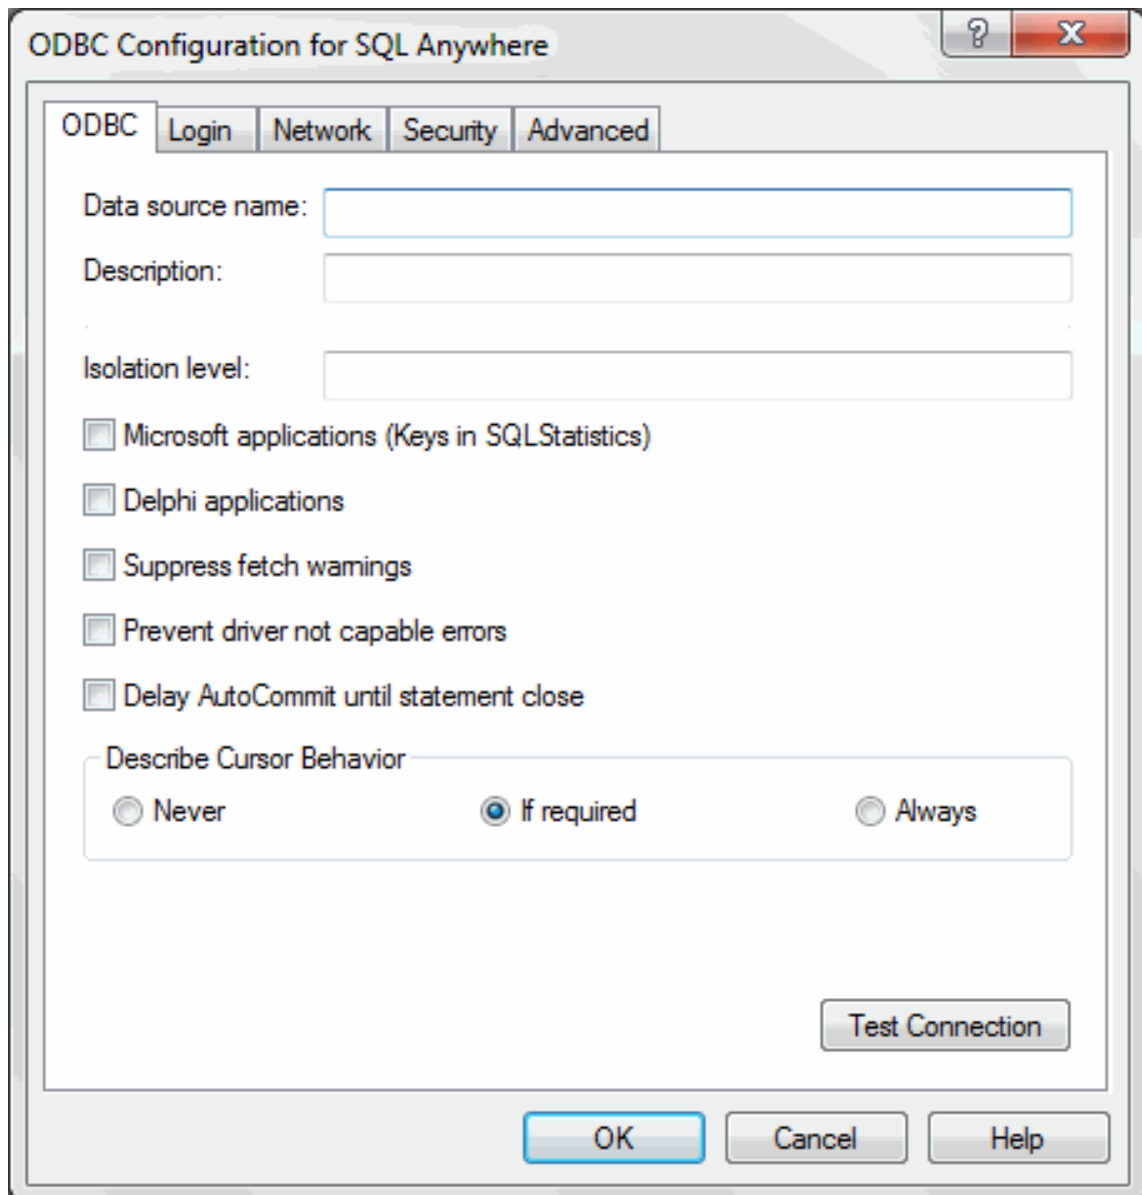 ODBC Configuration for SQL Anywhere
?
ODBC Login Network Security Advanced
Data source name:
Description:
Isolation level:
Microsoft applications (Keys in SQLStatistics)
Delphi applications
Suppress fetch warnings
Prevent driver not capable errors
Delay AutoCommit until statement close
Describe Cursor Behavior
Never If required Always
Test Connection
OK Cancel Help